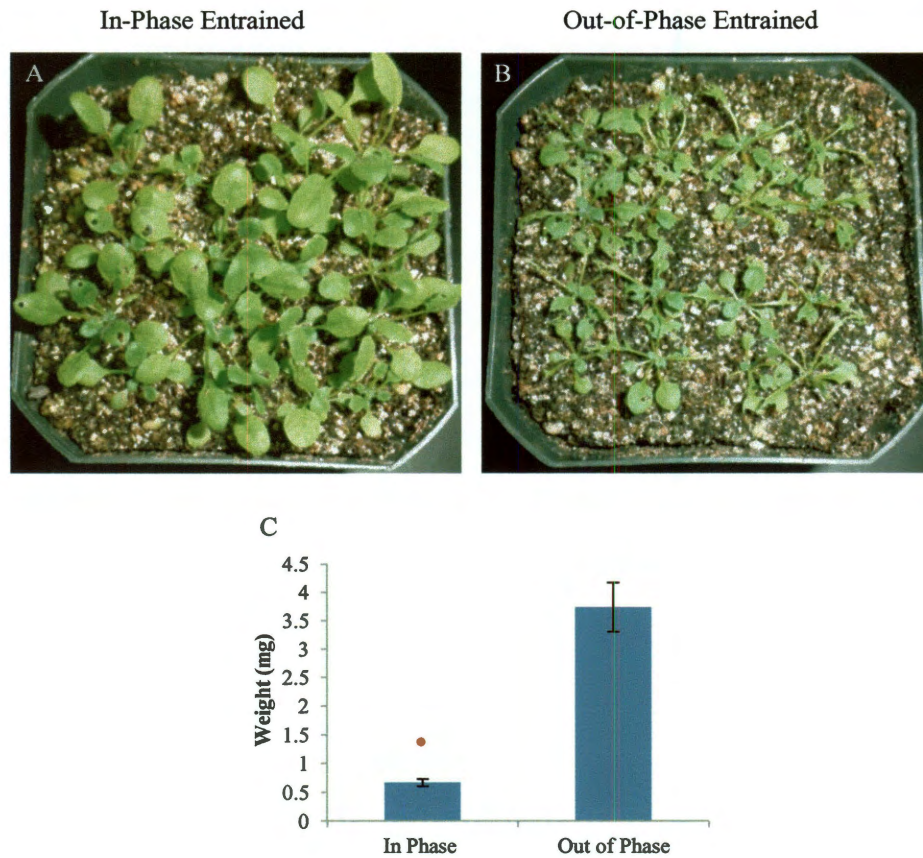 In-Phase Entrained
Out-of-Phase Entrained
A
B
C
Weight (mg)
4.5
4
3.5
3
2.5
2
1.5
1
0.5
0
In Phase
Out of Phase